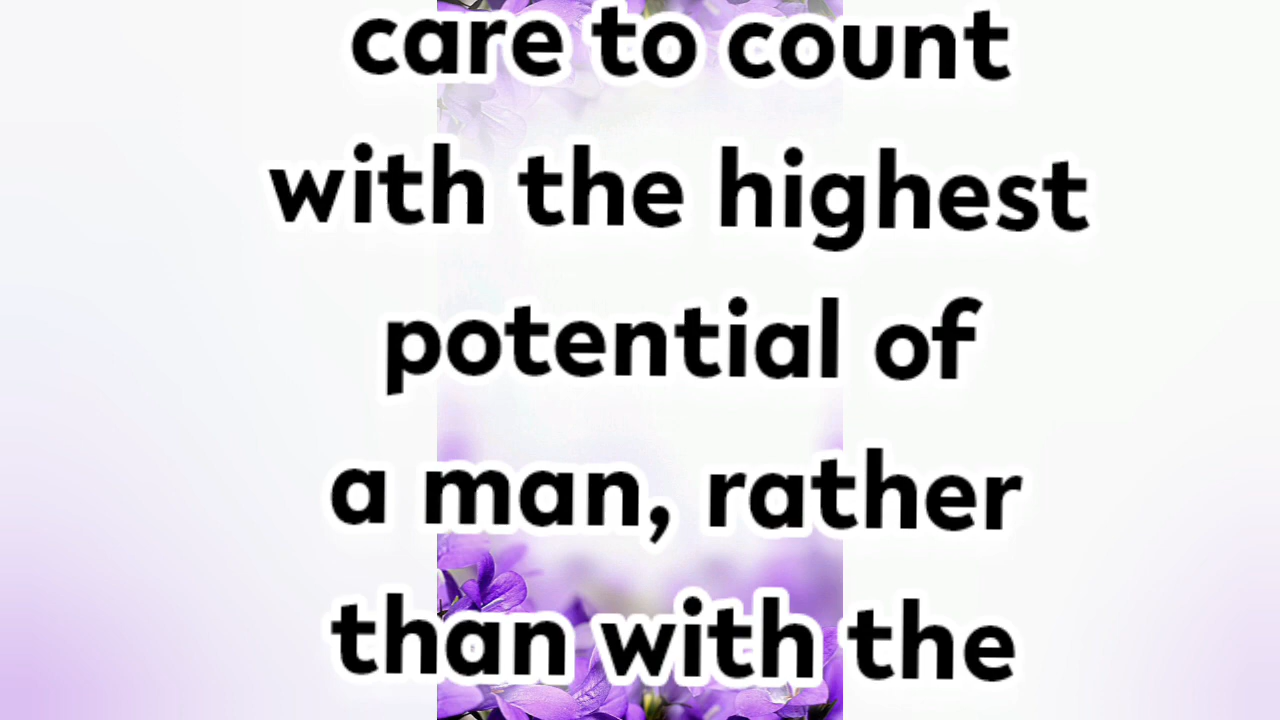 care to count
with the highest
potential of
a man, rather
than with the